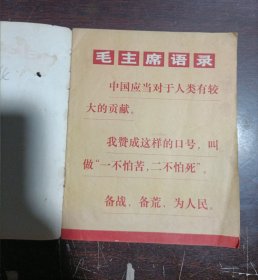 毛主席语录
中国应当对于人类有较
大的贡献。
我赞成这样的口号，叫
做“一不怕苦，二不怕死”。
备战、备荒、为人民。